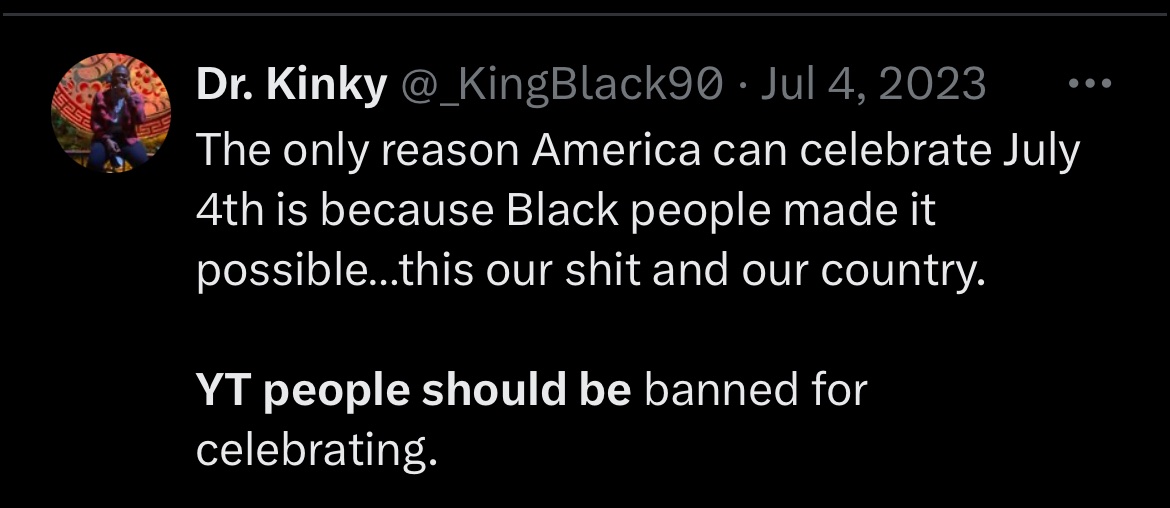 Dr. Kinky @_KingBlack90 · Jul 4, 2023
The only reason America can celebrate July
4th is because Black people made it
possible...this our shit and our country.
YT people should be banned for
celebrating.